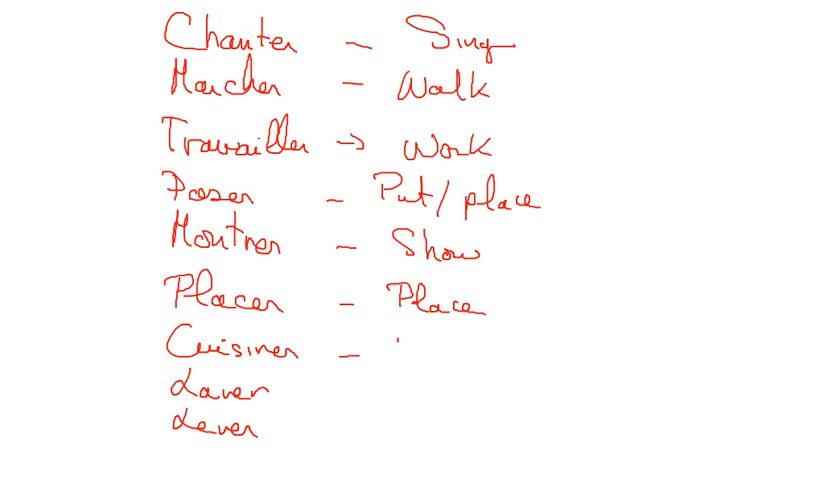 Chanter – Sing
Marcher – Walk
Travailler → Work
Poser – Put/place
Montrer – Show
Placer – Place
Cuisiner –
Laver
Lever